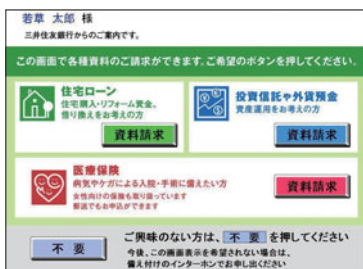 若草 太郎 様
三井住友銀行からのご案内です。
この画面で各種資料のご請求ができます。ご希望のボタンを押してください。
住宅ローン
住宅購入・リフォーム資金、
借り換えをお考えの方
資料請求
投資信託や外貨預金
資産運用をお考えの方
資料請求
医療保険
病気やケガによる入院・手術に備えたい方
女性向けの保険も取り扱っています
郵送でもお申込ができます
資料請求
不要
ご興味のない方は、不要を押してください
今後、この画面表示を希望されない場合は、
備え付けのインターホンでお申し出ください